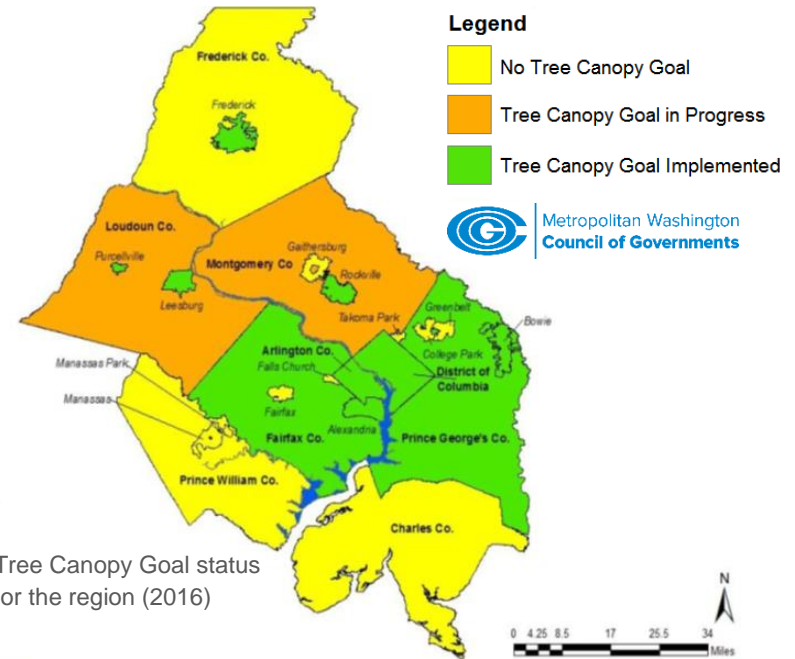 Legend
No Tree Canopy Goal
Tree Canopy Goal in Progress
Tree Canopy Goal Implemented
Metropolitan Washington
Council of Governments
Frederick Co.
Frederick
Loudoun Co.
Purcellville
Leesburg
Montgomery Co
Gaithersburg
Rockville
Takoma Park
Greenbelt
Bowie
College Park
Arlington Co.
Falls Church
District of
Columbia
Manassas Park
Manassas
Fairfax
Alexandria
Fairfax Co.
Prince George's Co.
Prince William Co.
Charles Co.
Tree Canopy Goal status
or the region (2016)
N
0 4.25 8.5 17 25.5 34
Miles